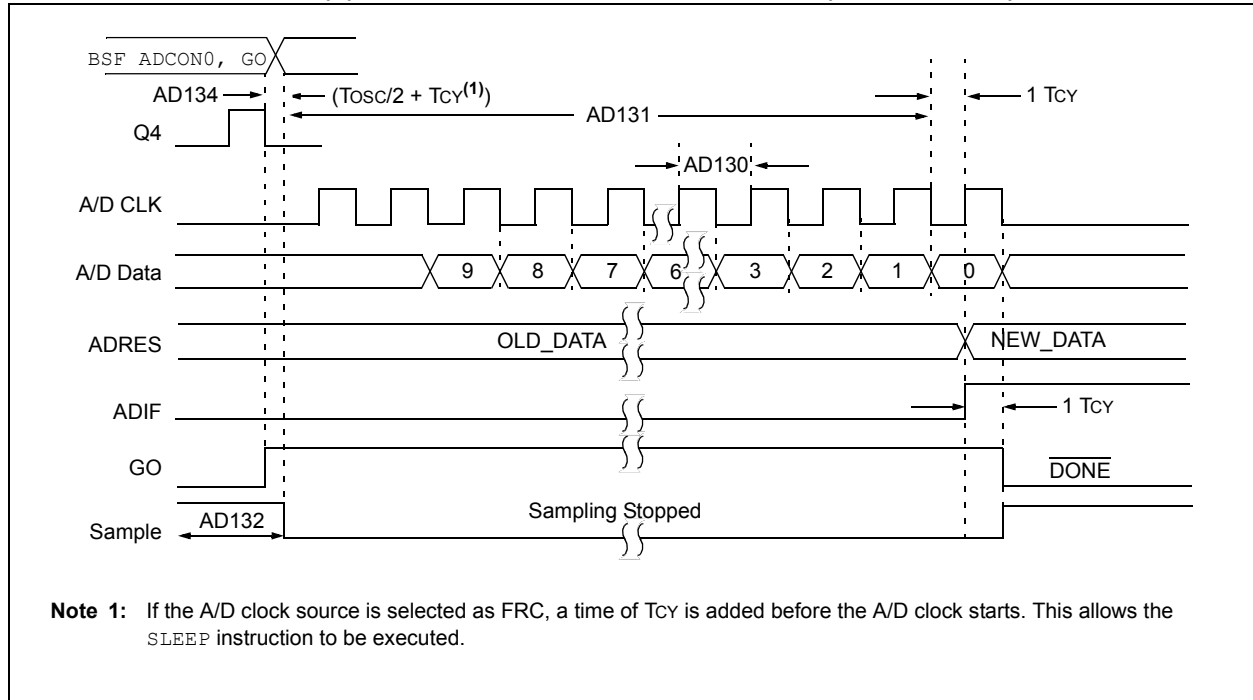 BSF ADCON0, GO
AD134
(TOSC/2 + TCY(1))
1 TCY
AD131
Q4
AD130
A/D CLK
A/D Data
9 8 7 6 3 2 1 0
ADRES
OLD_DATA
NEW_DATA
ADIF
1 TCY
GO
DONE
Sample
AD132
Sampling Stopped
Note 1: If the A/D clock source is selected as FRC, a time of TCY is added before the A/D clock starts. This allows the
SLEEP instruction to be executed.